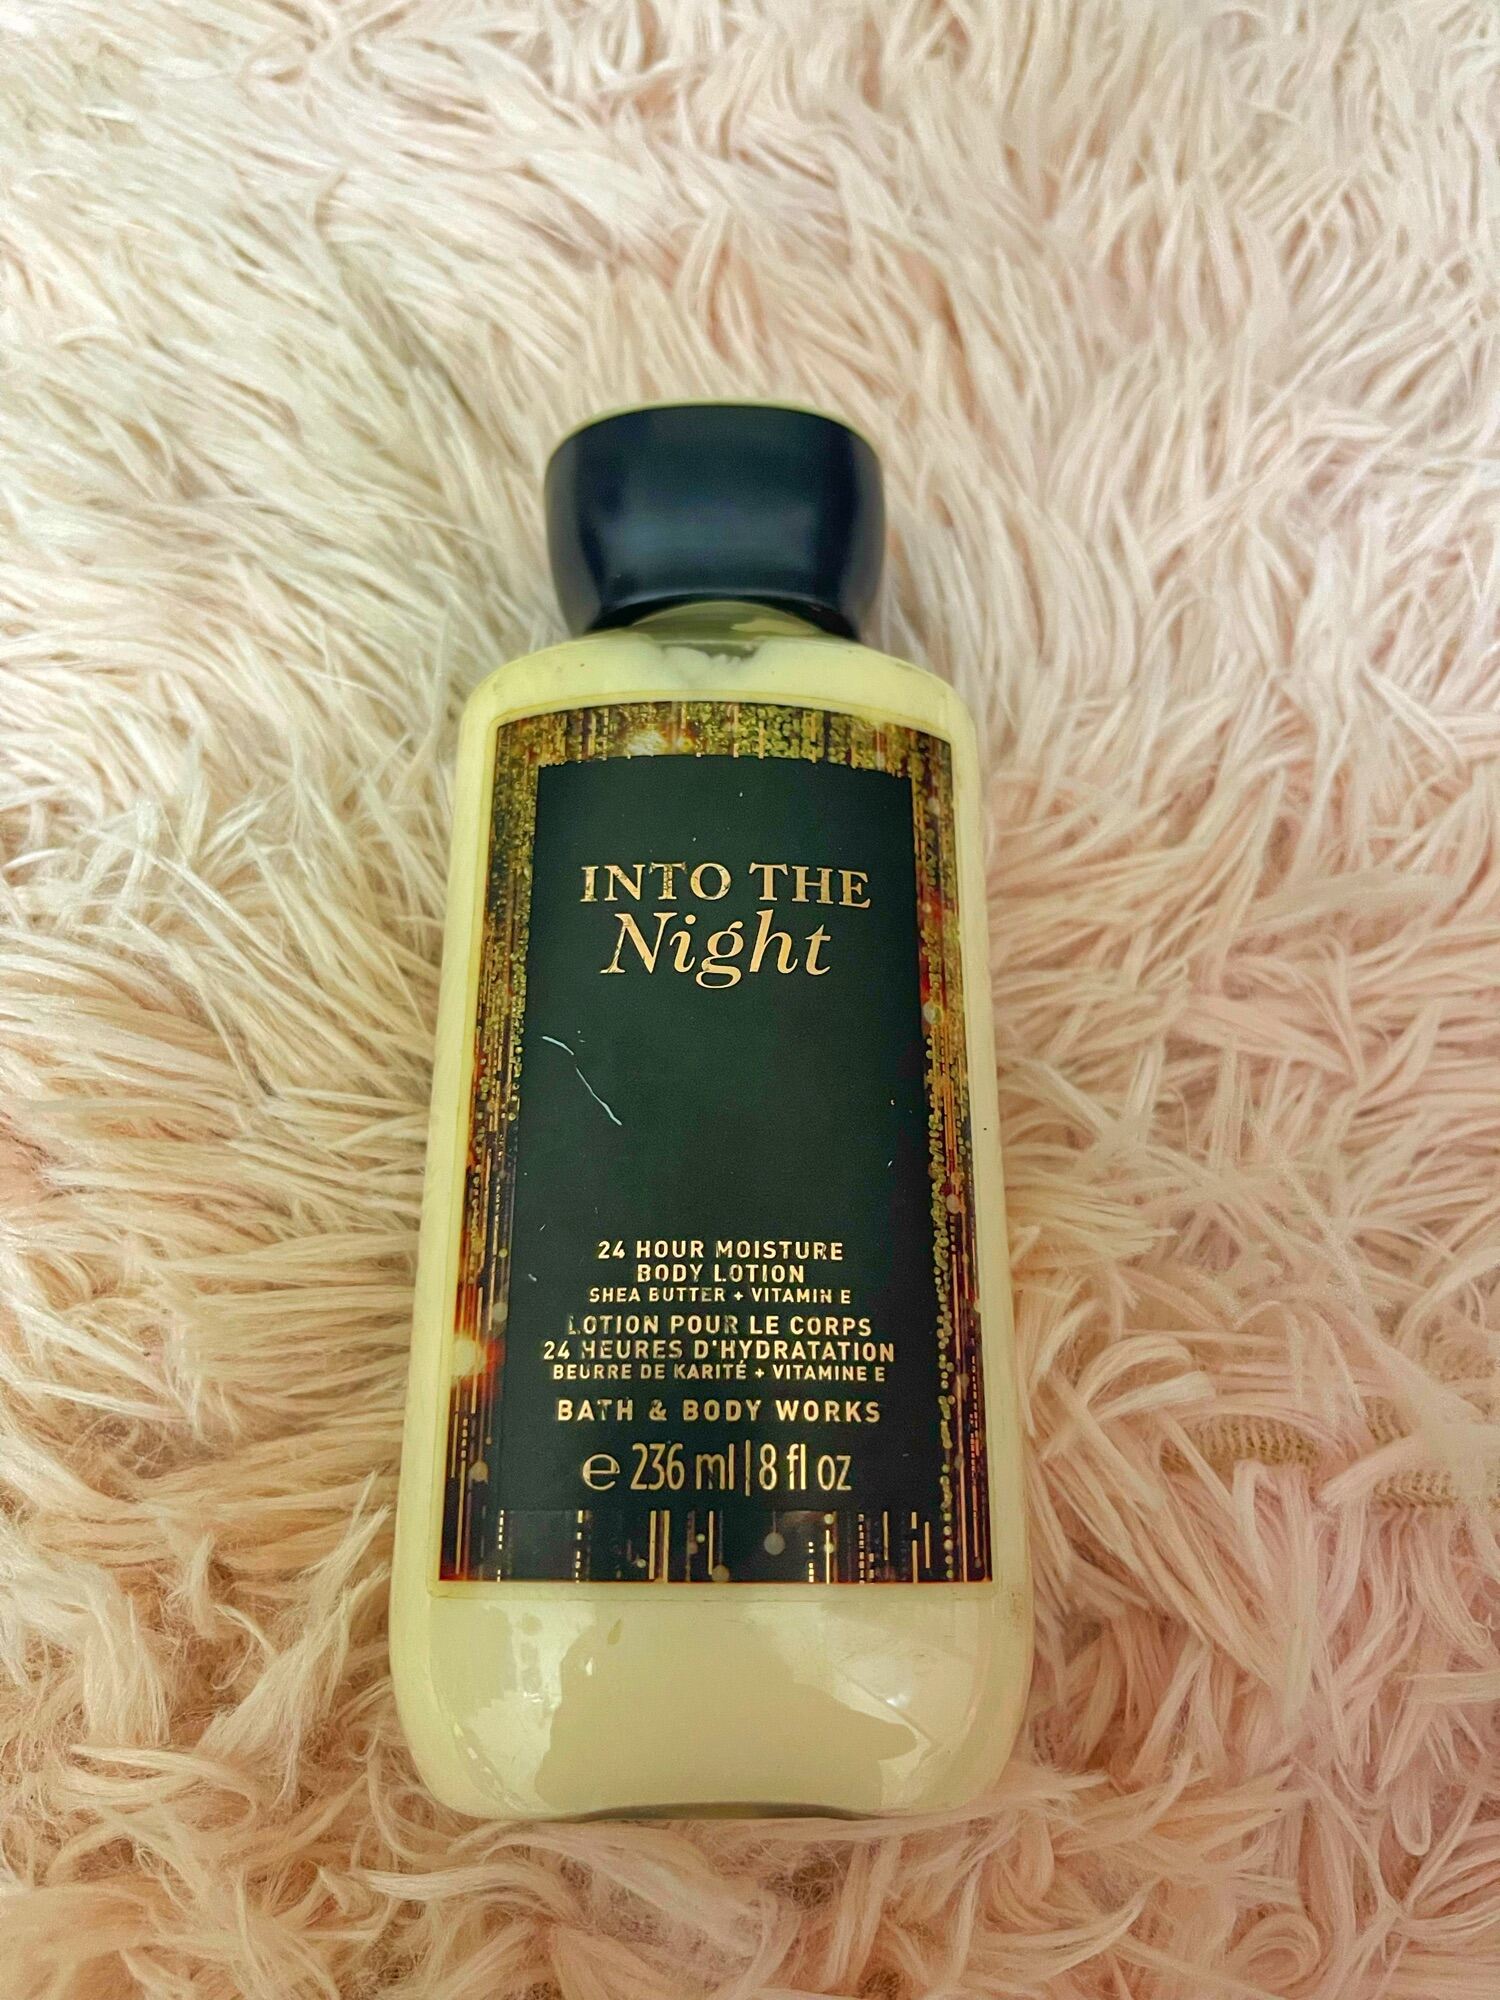 INTO THE
Night
24 HOUR MOISTURE
BODY LOTION
SHEA BUTTER + VITAMIN E
LOTION POUR LE CORPS
24 HEURES D'HYDRATATION
BEURRE DE KARITÉ + VITAMINE E
BATH & BODY WORKS
℮ 236 ml | 8 fl oz